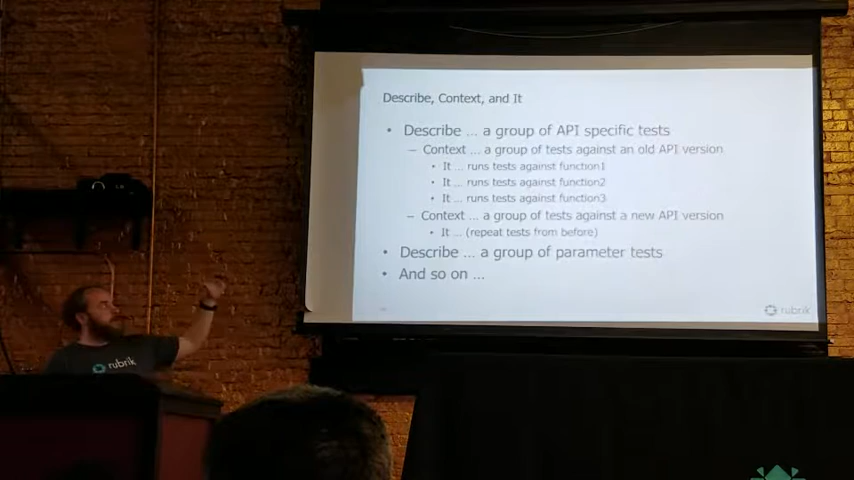 Describe, Context, and It
• Describe ... a group of API specific tests
– Context ... a group of tests against an old API version
• It ... runs tests against function1
• It ... runs tests against function2
• It ... runs tests against function3
– Context ... a group of tests against a new API version
• It ... (repeat tests from before)
• Describe ... a group of parameter tests
• And so on ...
rubrik
rubrik